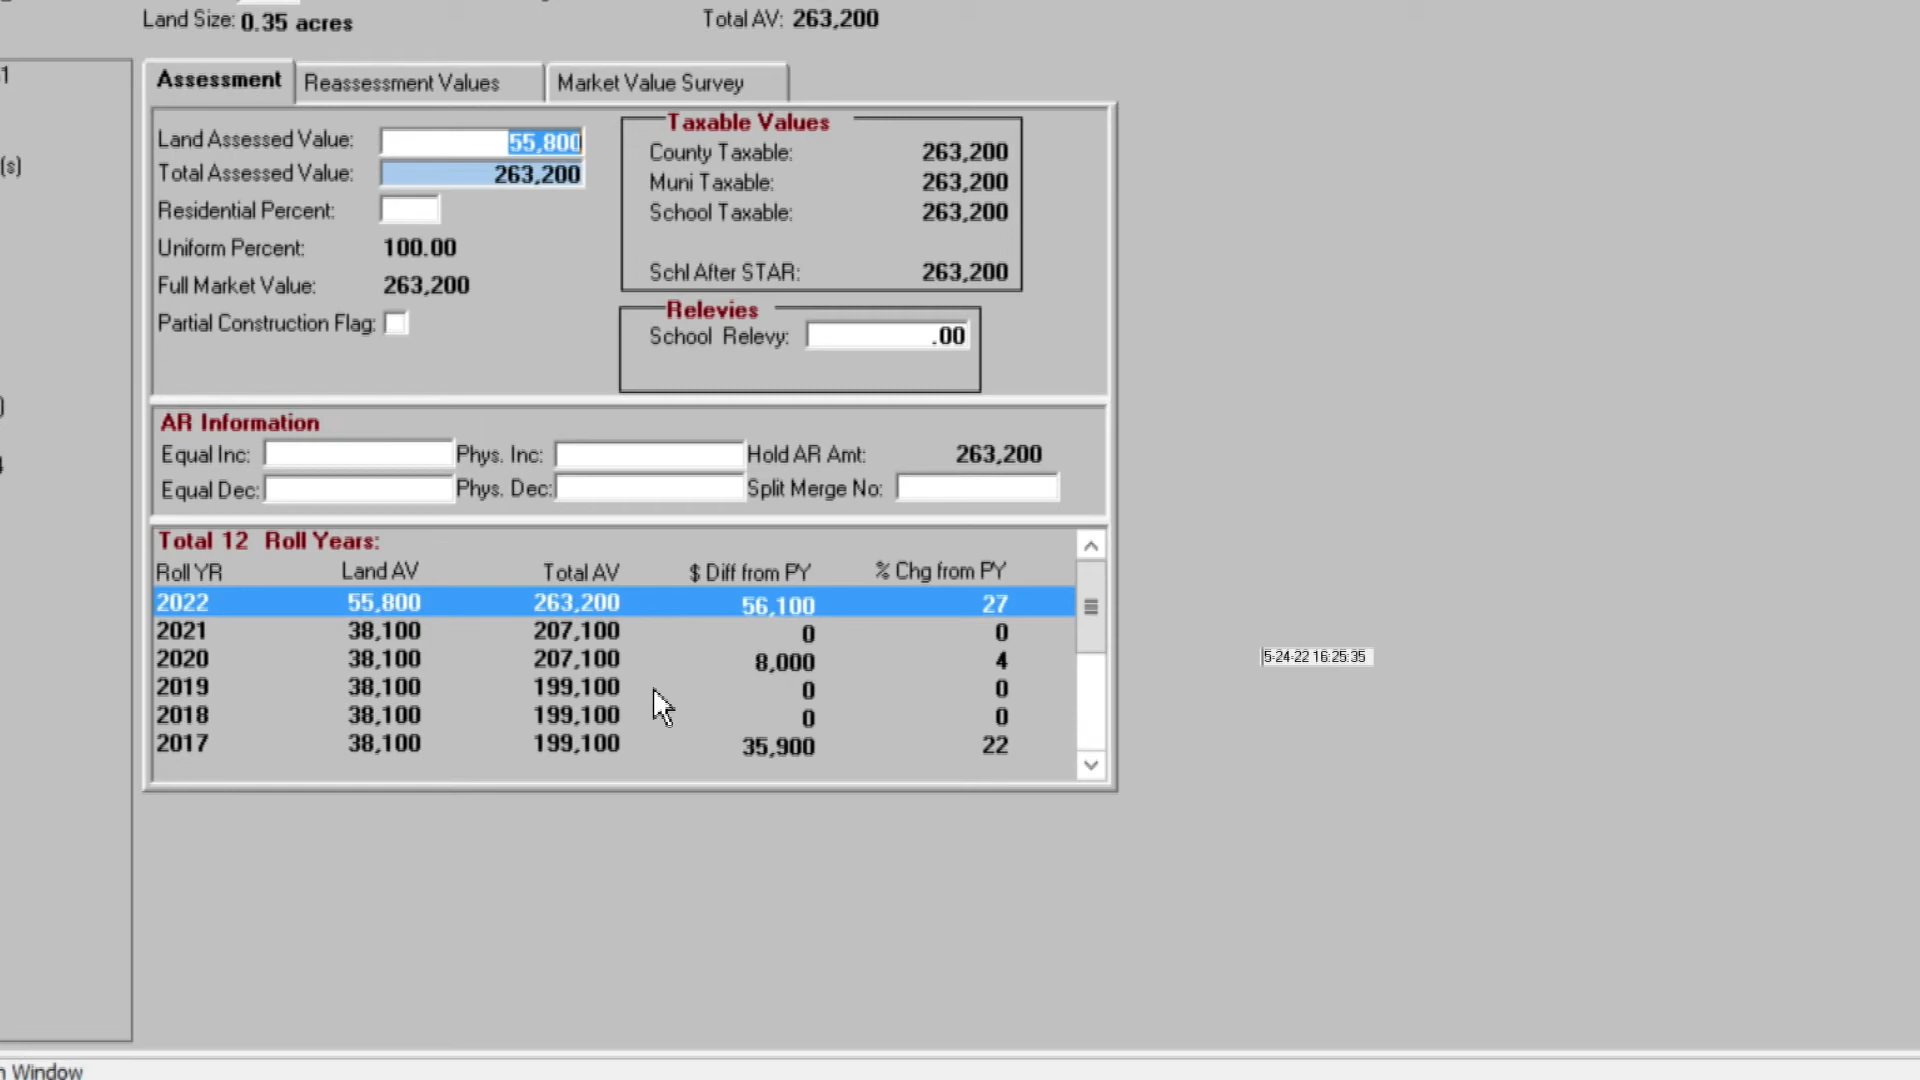 Land Size: 0.35 acres
Total AV: 263,200
1
(s)
)
Assessment
Reassessment Values
Market Value Survey
Land Assessed Value: 55,800
Total Assessed Value: 263,200
Residential Percent:
Uniform Percent: 100.00
Full Market Value: 263,200
Partial Construction Flag:
Taxable Values
County Taxable: 263,200
Muni Taxable: 263,200
School Taxable: 263,200
Schl After STAR: 263,200
Relevies
School Relevy: .00
AR Information
Equal Inc: Phys. Inc: Hold AR Amt: 263,200
Equal Dec: Phys. Dec: Split Merge No:
Total 12 Roll Years:
Roll YR Land AV Total AV $ Diff from PY % Chg from PY
2022 55,800 263,200 56,100 27
2021 38,100 207,100 0 0
2020 38,100 207,100 8,000 4
2019 38,100 199,100 0 0
2018 38,100 199,100 0 0
2017 38,100 199,100 35,900 22
5-24-22 16:25:35
Window